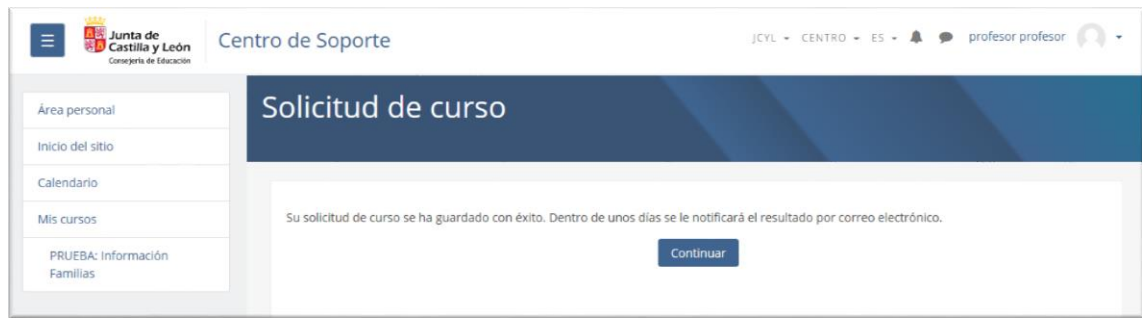 Junta de
Castilla y León
Consejería de Educación
Centro de Soporte
JCYL CENTRO ES profesor profesor
Área personal
Inicio del sitio
Calendario
Mis cursos
PRUEBA: Información
Familias
Solicitud de curso
Su solicitud de curso se ha guardado con éxito. Dentro de unos días se le notificará el resultado por correo electrónico.
Continuar